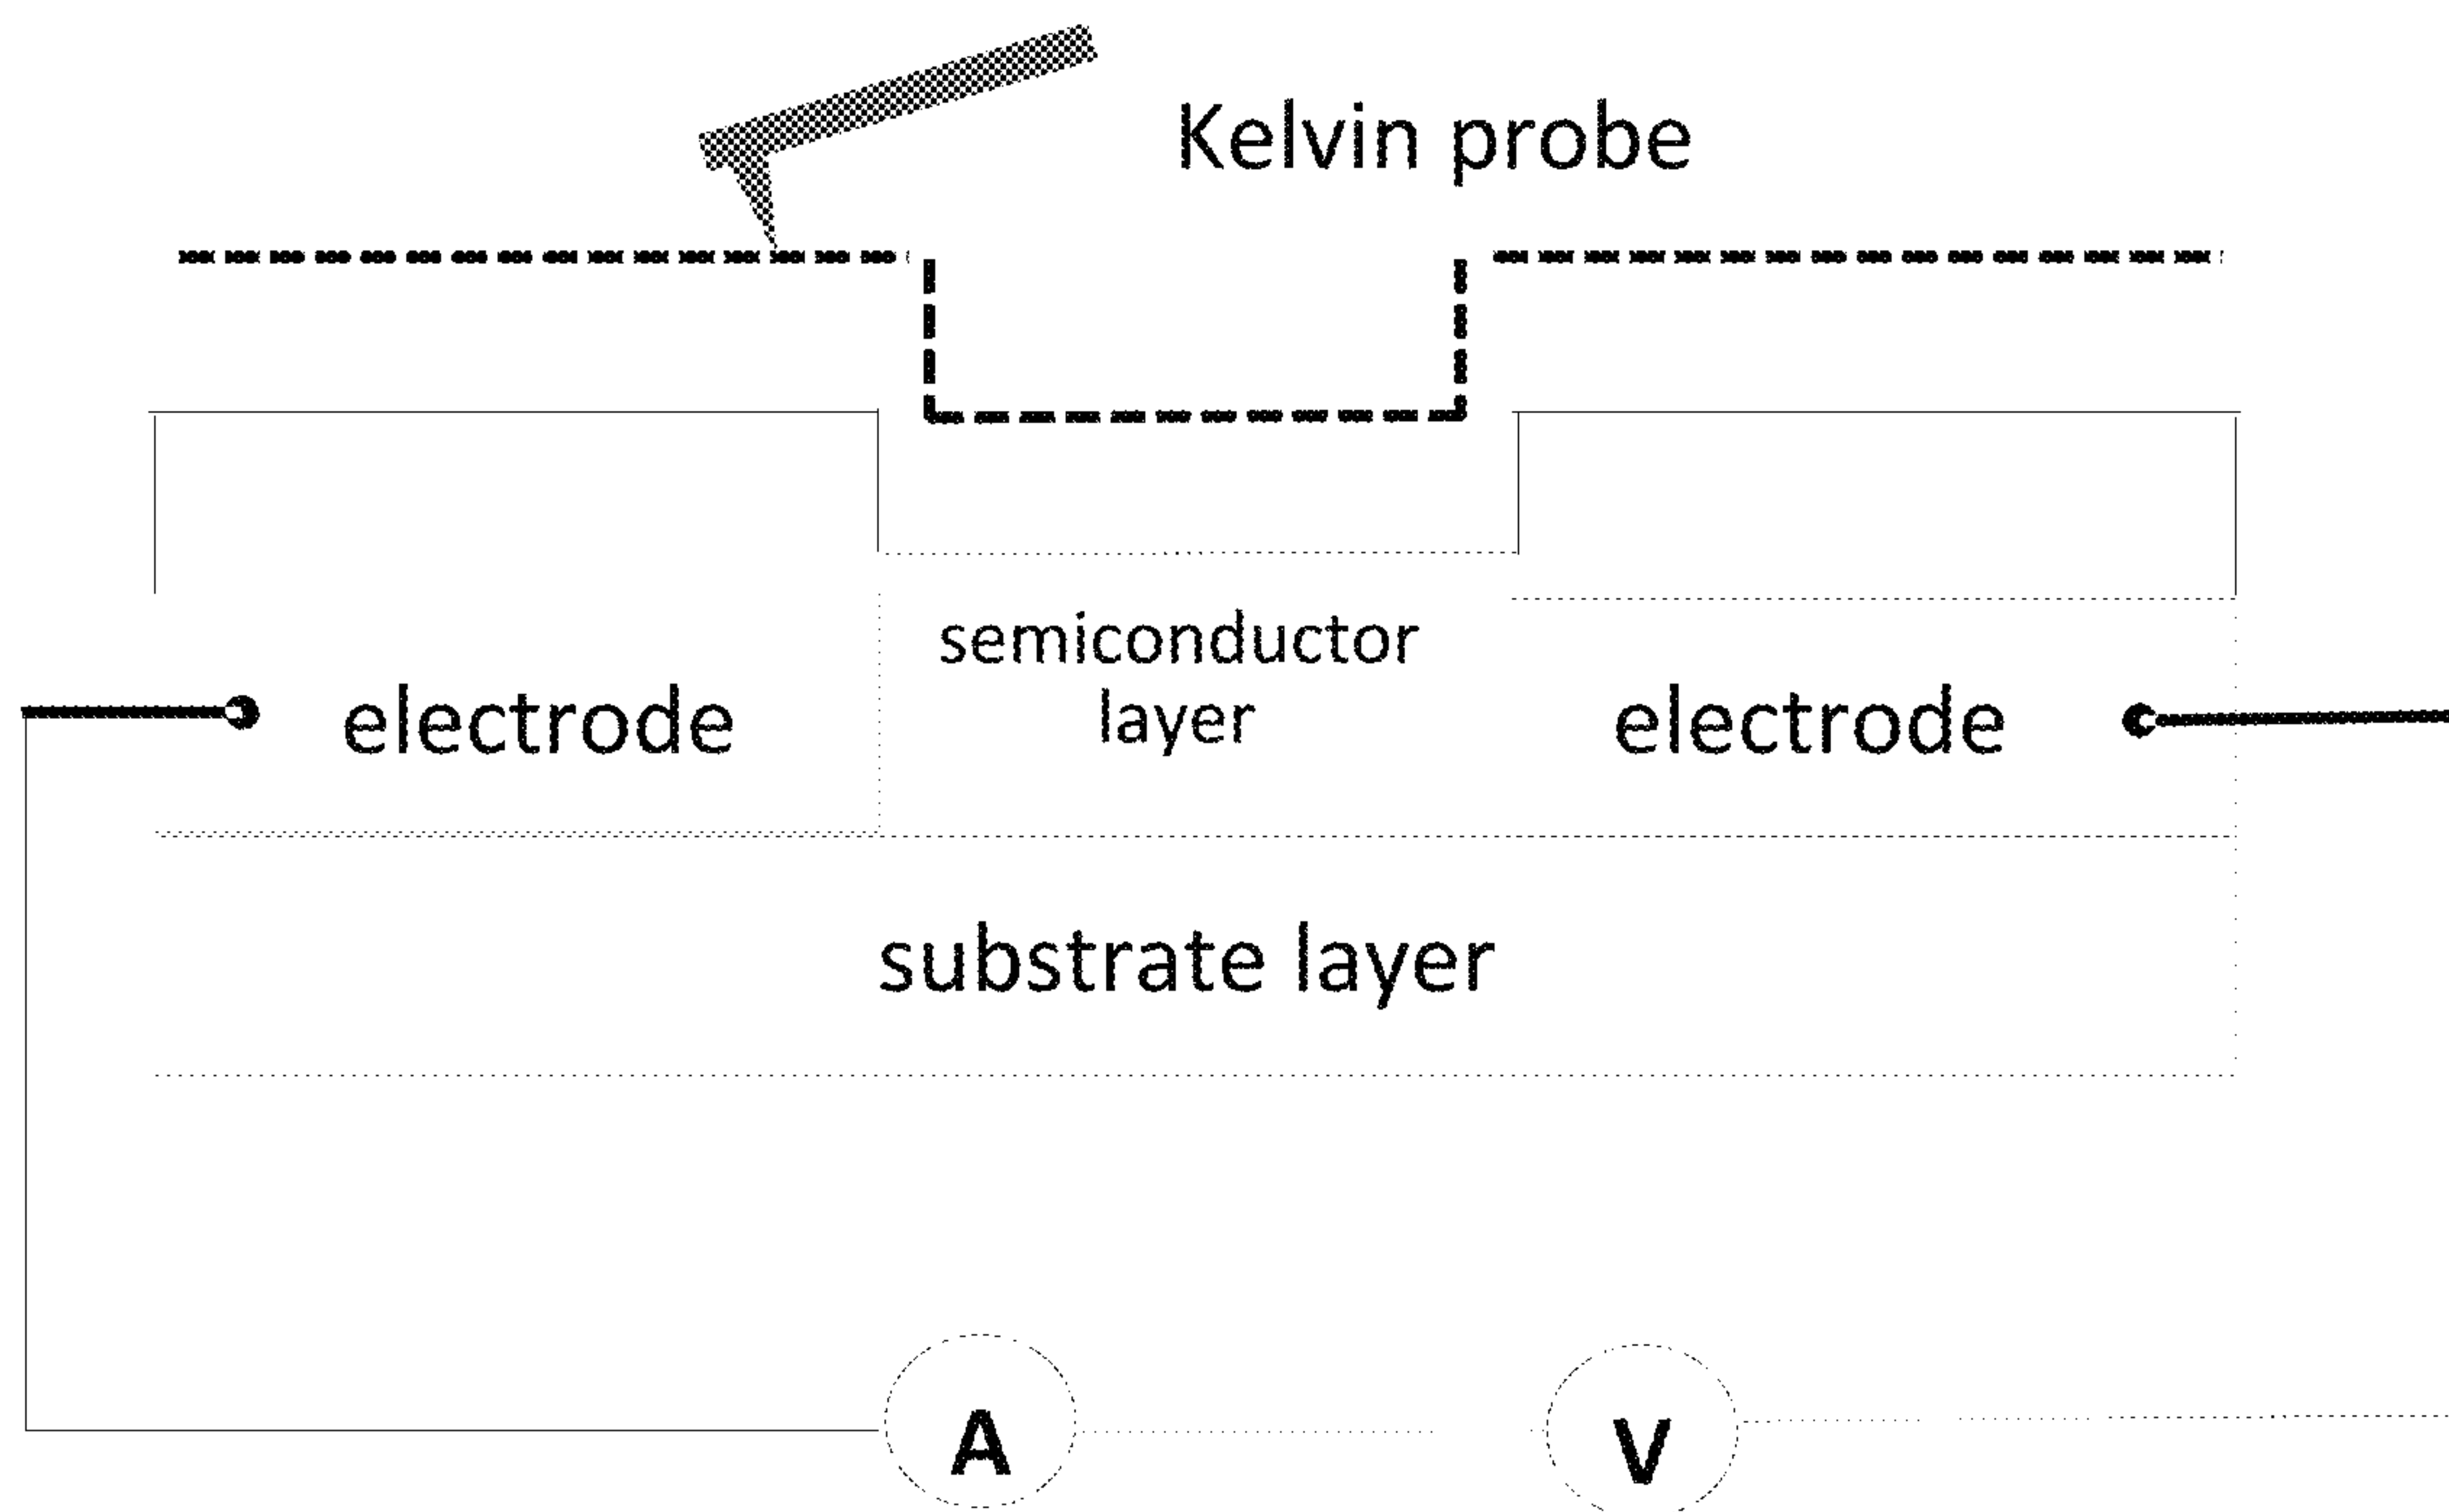 Kelvin probe
semiconductor
layer
electrode
electrode
substrate layer
A
V